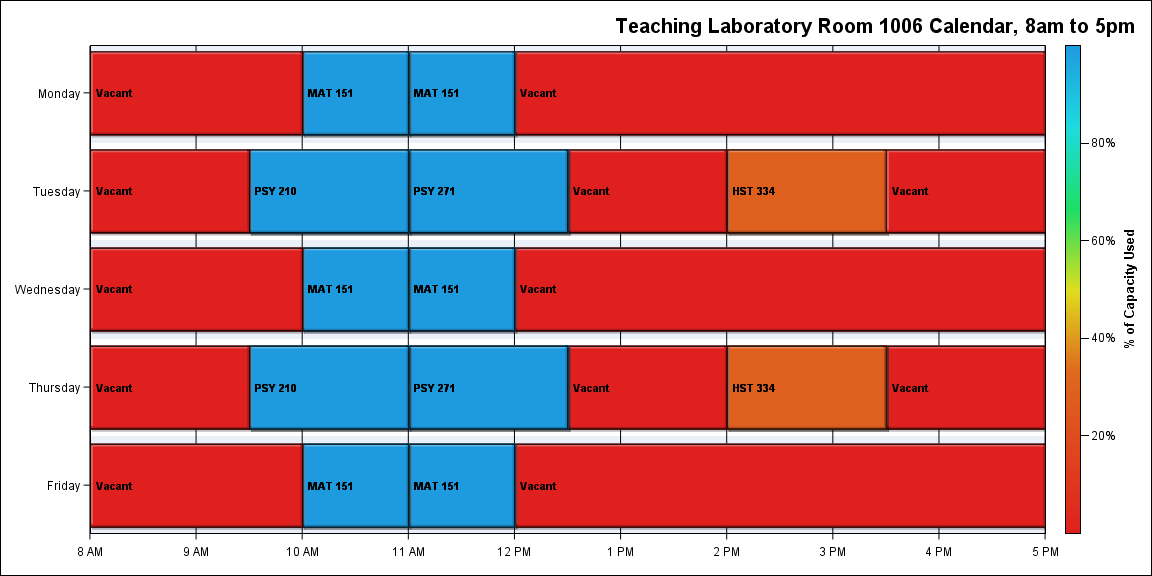 Teaching Laboratory Room 1006 Calendar, 8am to 5pm
Monday
Vacant
MAT 151
MAT 151
Vacant
Tuesday
Vacant
PSY 210
PSY 271
Vacant
HST 334
Vacant
Wednesday
Vacant
MAT 151
MAT 151
Vacant
Thursday
Vacant
PSY 210
PSY 271
Vacant
HST 334
Vacant
Friday
Vacant
MAT 151
MAT 151
Vacant
8 AM
9 AM
10 AM
11 AM
12 PM
1 PM
2 PM
3 PM
4 PM
5 PM
80%
60%
40%
20%
% of Capacity Used